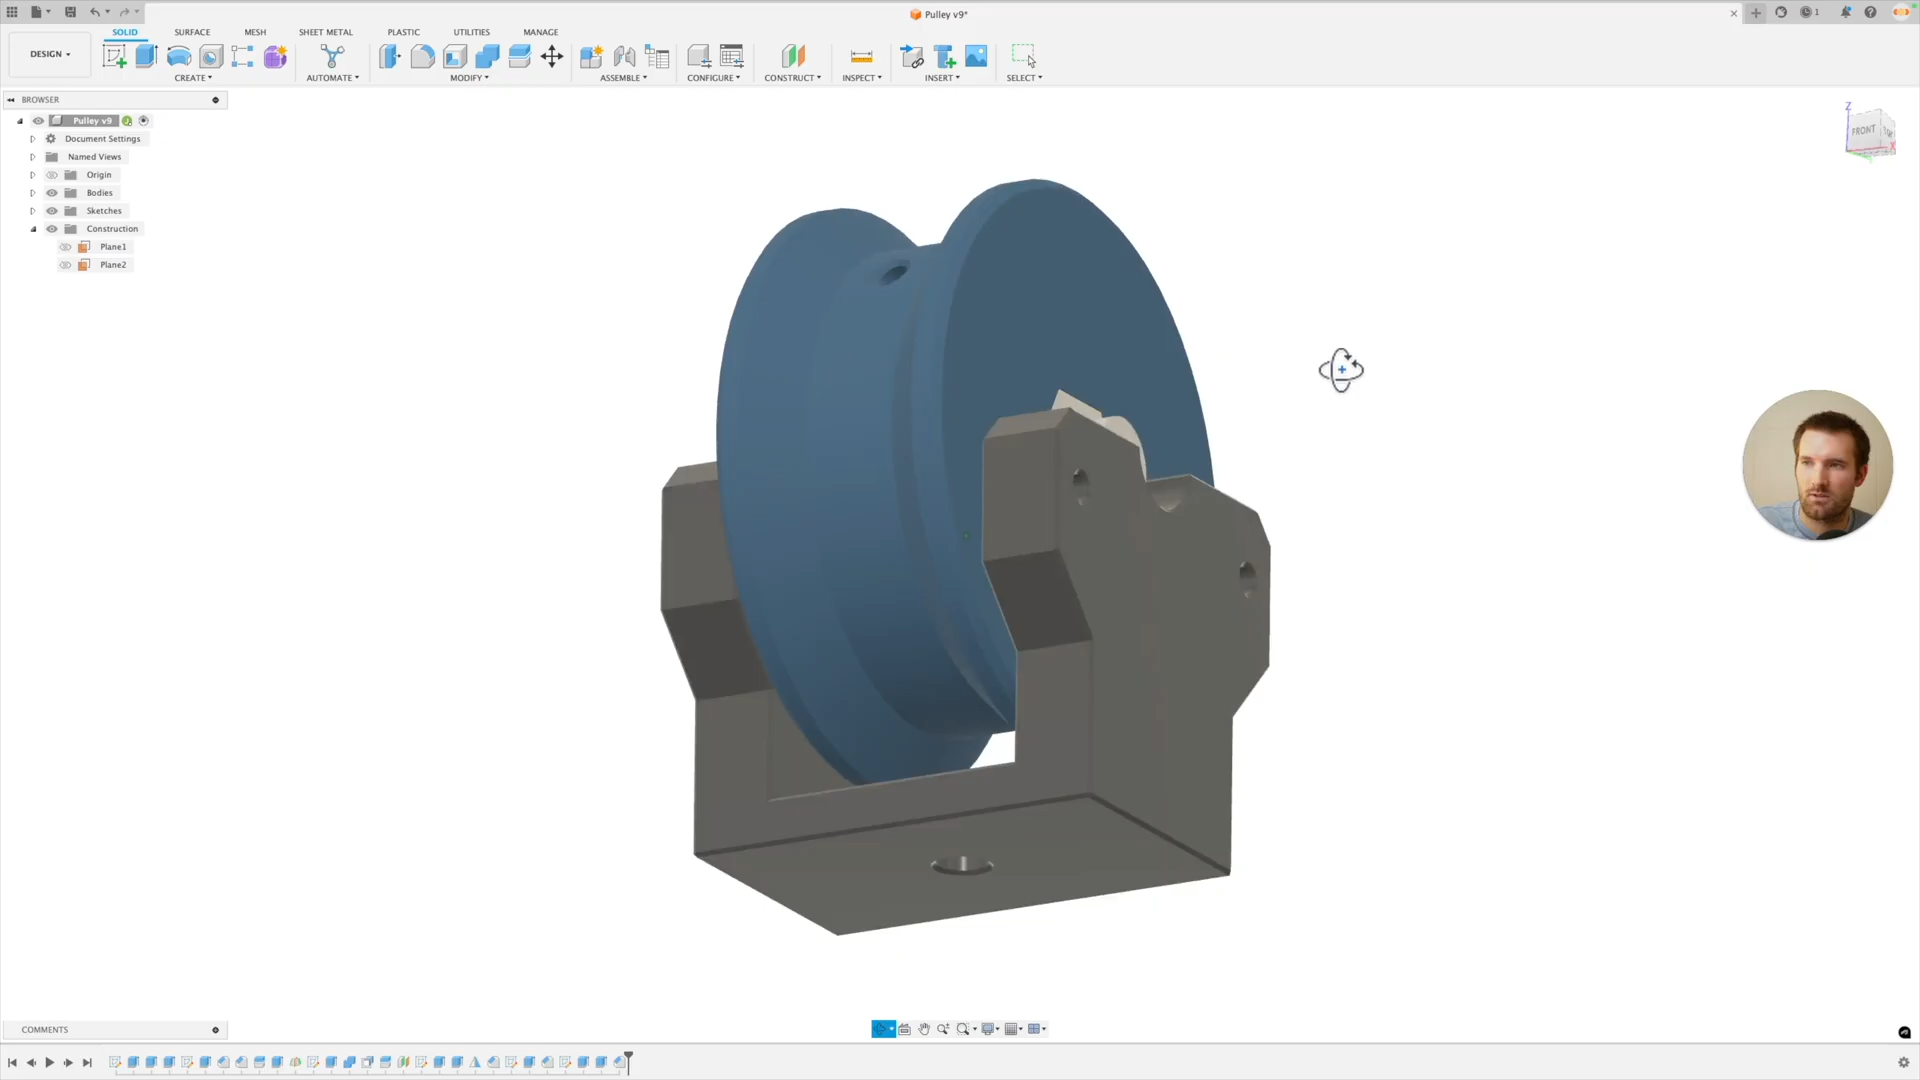 Pulley v9*
1
DESIGN
SOLID
SURFACE
MESH
SHEET METAL
PLASTIC
UTILITIES
MANAGE
CREATE
AUTOMATE
MODIFY
ASSEMBLE
CONFIGURE
CONSTRUCT
INSPECT
INSERT
SELECT
BROWSER
Pulley v9
Document Settings
Named Views
Origin
Bodies
Sketches
Construction
Plane1
Plane2
Z
FRONT
X
COMMENTS